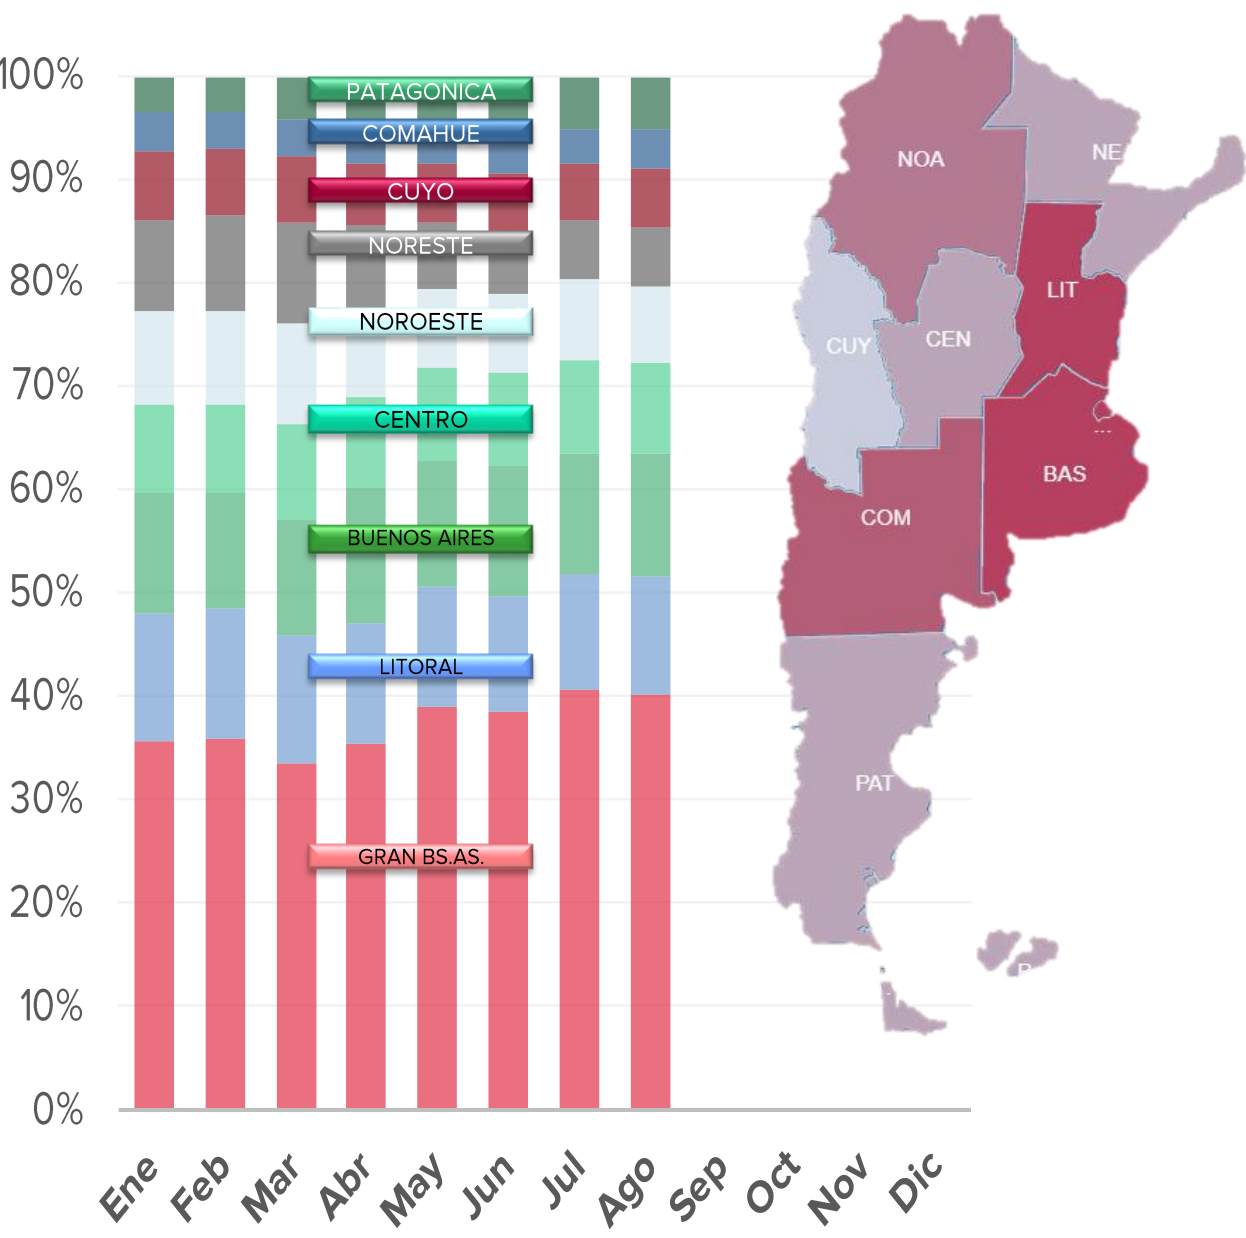 100%
90%
80%
70%
60%
50%
40%
30%
20%
10%
0%
PATAGONICA
COMAHUE
CUYO
NORESTE
NOROESTE
CENTRO
BUENOS AIRES
LITORAL
GRAN BS.AS.
Ene
Feb
Mar
Abr
May
Jun
Jul
Ago
Sep
Oct
Nov
Dic
NOA
NE
LIT
CUY
CEN
---
BAS
COM
PAT